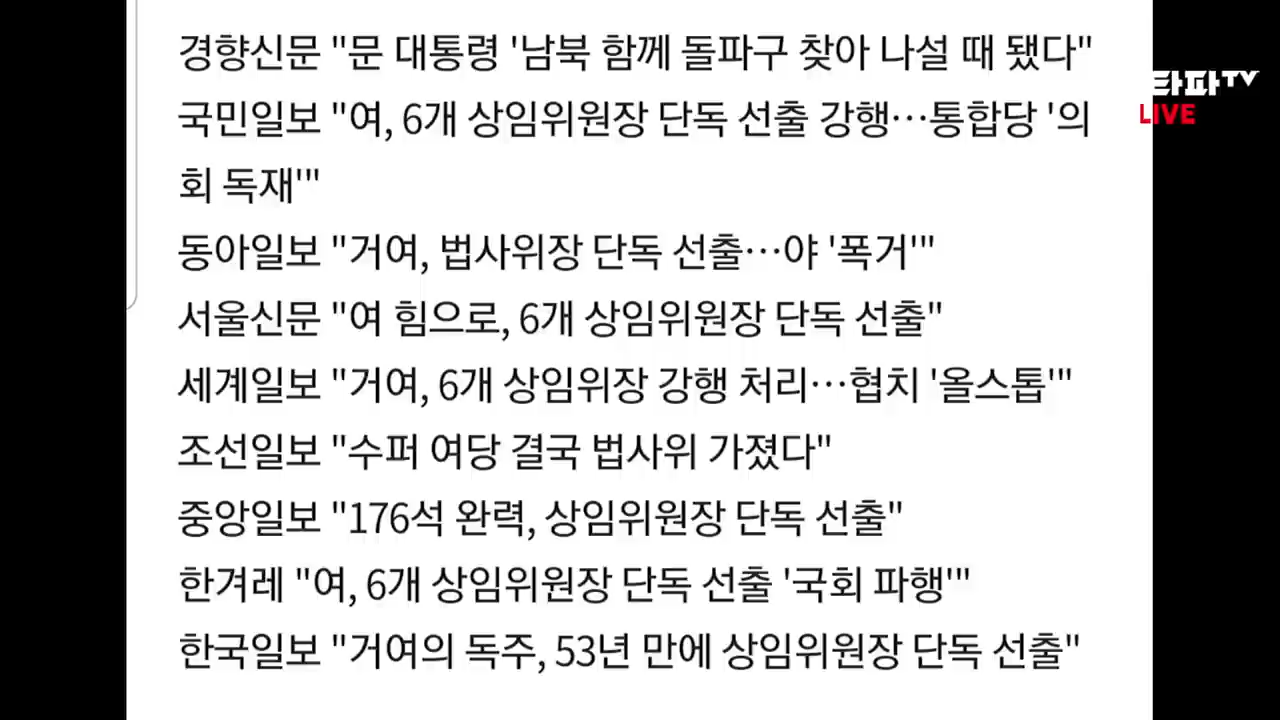 경향신문 "문 대통령 '남북 함께 돌파구 찾아 나설 때 됐다"
국민일보 "여, 6개 상임위원장 단독 선출 강행…통합당 '의
회 독재'"
동아일보 "거여, 법사위장 단독 선출…야 '폭거'"
서울신문 "여 힘으로, 6개 상임위원장 단독 선출"
세계일보 "거여, 6개 상임위장 강행 처리…협치 '올스톱'"
조선일보 "수퍼 여당 결국 법사위 가졌다"
중앙일보 "176석 완력, 상임위원장 단독 선출"
한겨레 "여, 6개 상임위원장 단독 선출 '국회 파행'"
한국일보 "거여의 독주, 53년 만에 상임위원장 단독 선출"
타파TV
LIVE